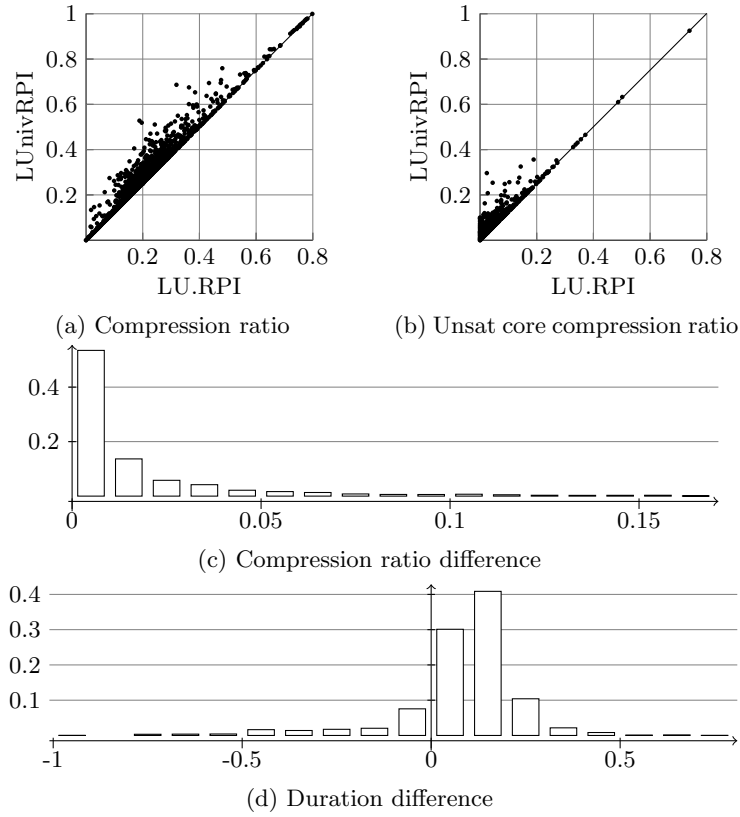 1
0.8
0.6
0.4
0.2
LUnivRPI
0.2 0.4 0.6 0.8
LU.RPI
(a) Compression ratio
1
0.8
0.6
0.4
0.2
LUnivRPI
0.2 0.4 0.6 0.8
LU.RPI
(b) Unsat core compression ratio
0.4
0.2
0 0.05 0.1 0.15
(c) Compression ratio difference
0.4
0.3
0.2
0.1
-1 -0.5 0 0.5
(d) Duration difference